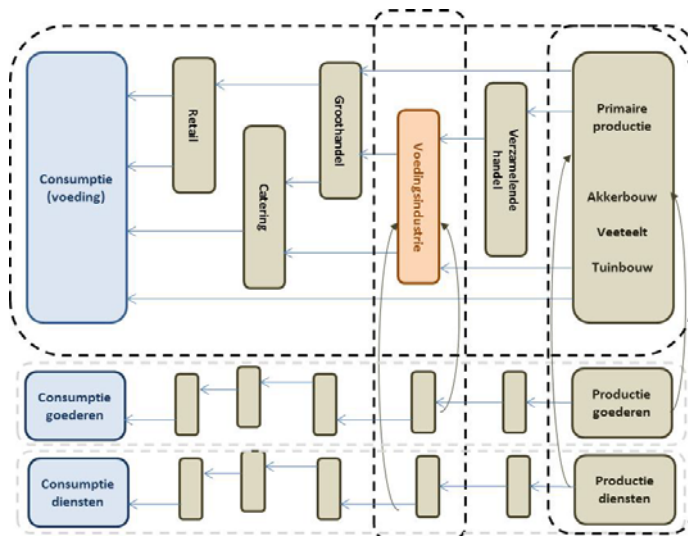 Consumptie
(voeding)
Retail
Catering
Groothandel
Voedingsindustrie
Verzamelende
handel
Primaire
productie
Akkerbouw
Veeteelt
Tuinbouw
Consumptie
goederen
Productie
goederen
Consumptie
diensten
Productie
diensten